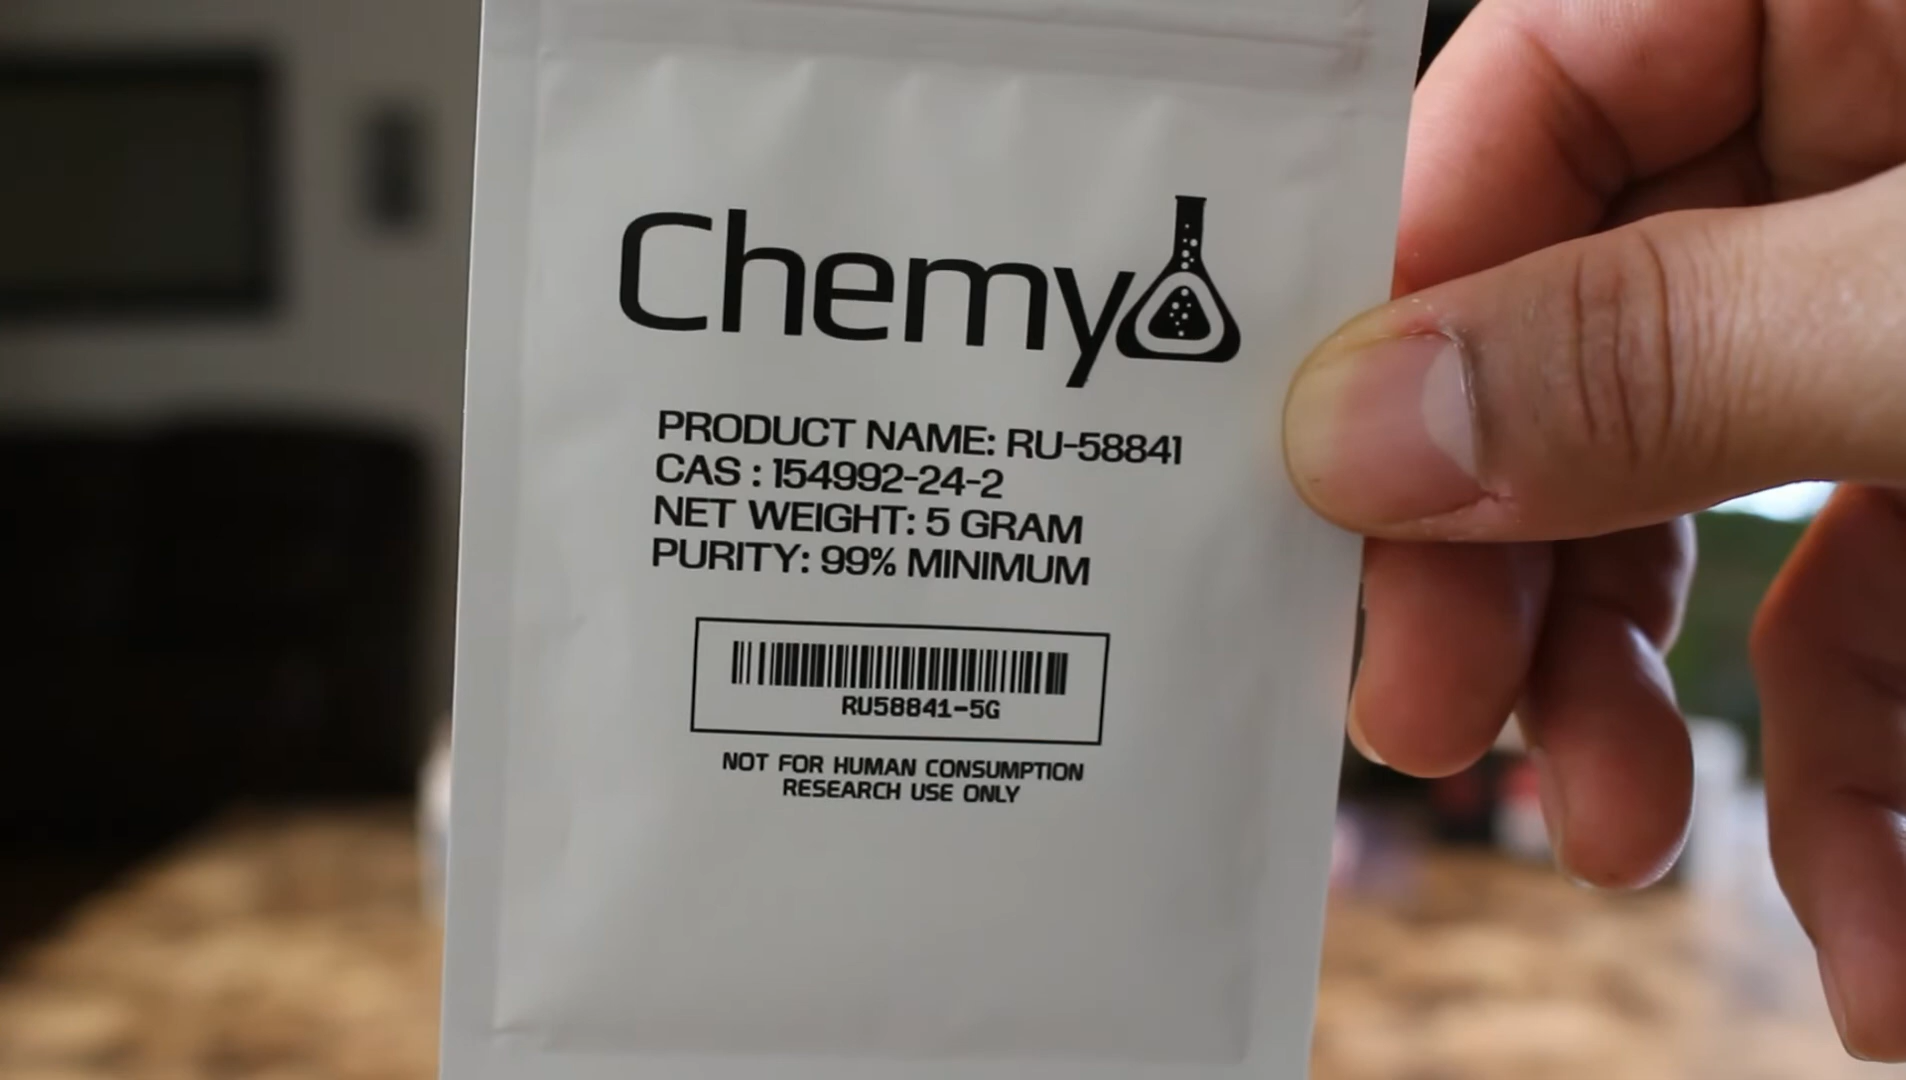 Chemyo
PRODUCT NAME: RU-58841
CAS : 154992-24-2
NET WEIGHT: 5 GRAM
PURITY: 99% MINIMUM
RU58841-5G
NOT FOR HUMAN CONSUMPTION
RESEARCH USE ONLY